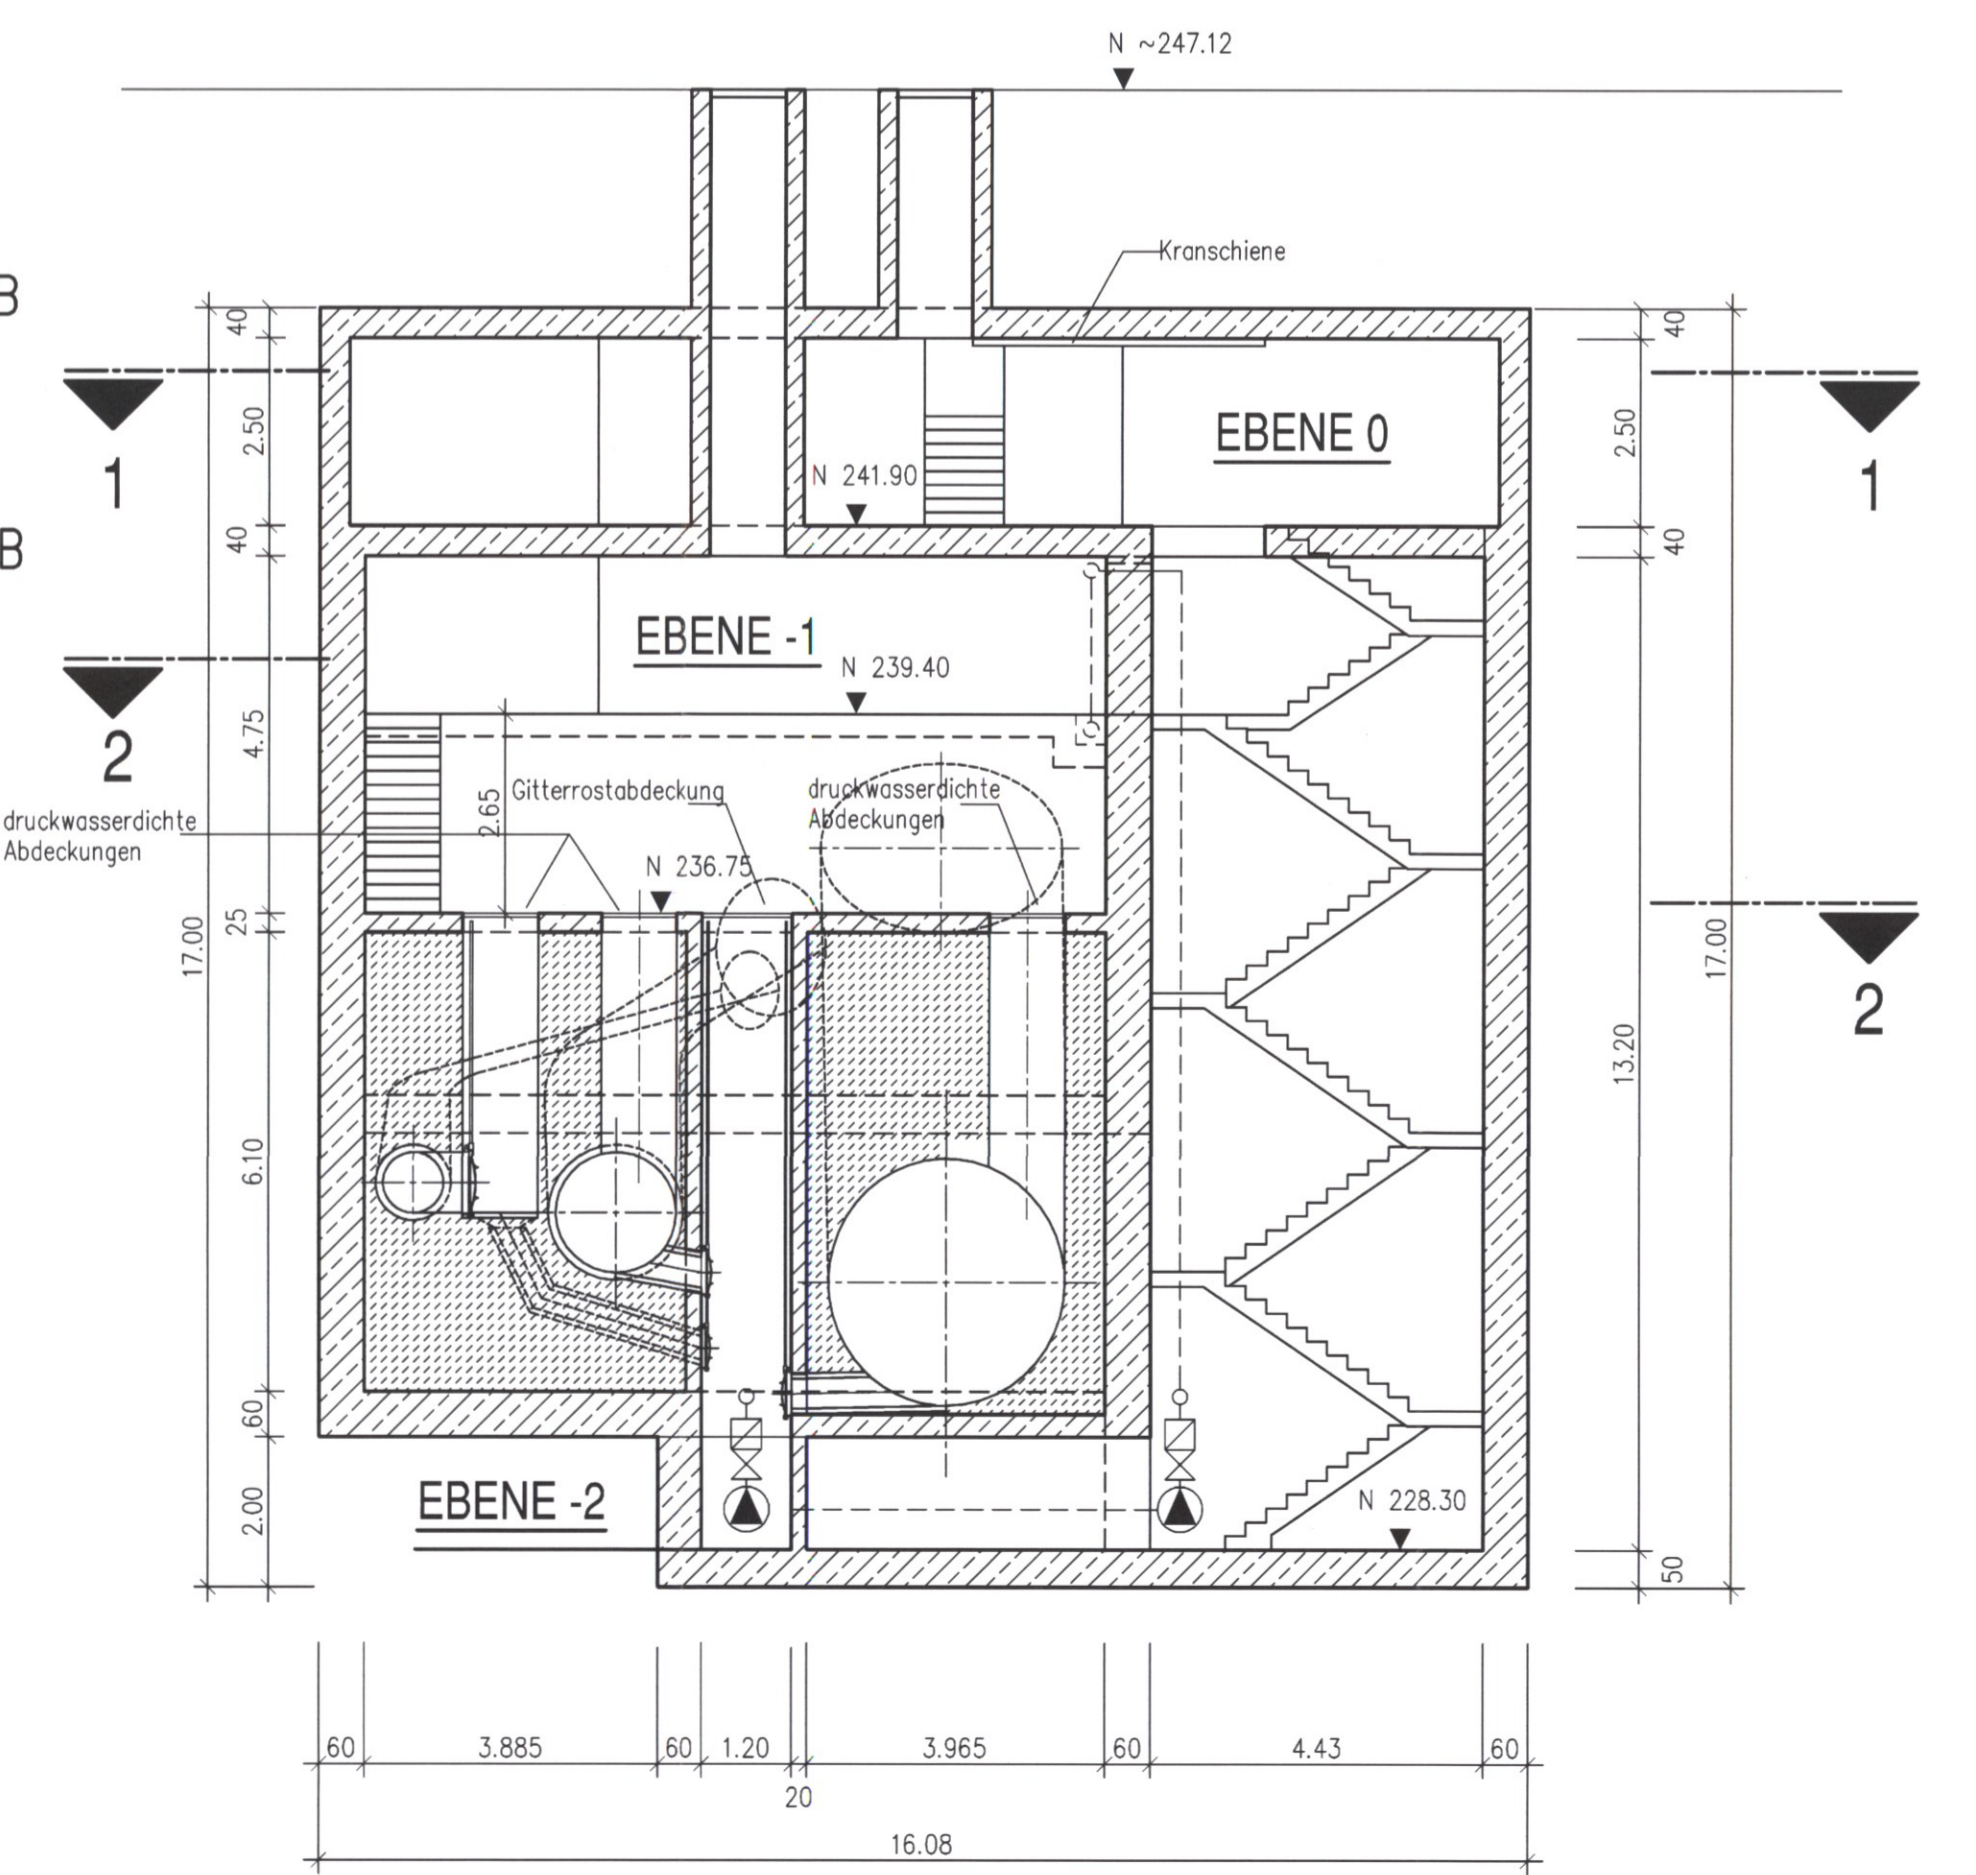 N ~247.12
Kranschiene
B
40
40
1
2.50
EBENE 0
2.50
1
N 241.90
B
40
40
EBENE -1
N 239.40
2
4.75
Gitterrostabdeckung
druckwasserdichte
Abdeckungen
2.65
druckwasserdichte
Abdeckungen
N 236.75
25
17.00
17.00
2
13.20
6.10
60
EBENE -2
2.00
N 228.30
50
60
3.885
60
1.20
20
3.965
60
4.43
60
16.08